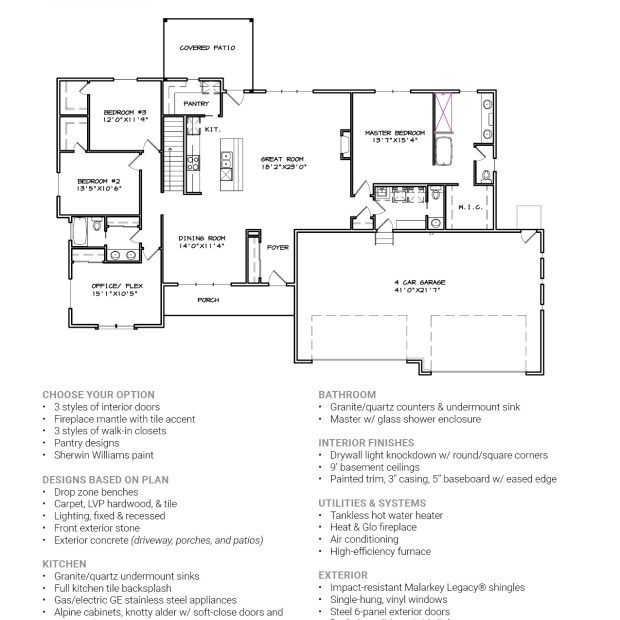 COVERED PATIO
BEDROOM #3
12'0"X11'9"
PANTRY
KIT.
MASTER BEDROOM
13'7"X15'4"
GREAT ROOM
18'2"X23'0"
BEDROOM #2
13'5"X10'6"
W.I.C.
DINING ROOM
14'0"X11'4"
FOYER
OFFICE/ FLEX
15'1"X10'5"
4 CAR GARAGE
41'0"X21'7"
PORCH
CHOOSE YOUR OPTION
• 3 styles of interior doors
• Fireplace mantle with tile accent
• 3 styles of walk-in closets
• Pantry designs
• Sherwin Williams paint
DESIGNS BASED ON PLAN
• Drop zone benches
• Carpet, LVP hardwood, & tile
• Lighting, fixed & recessed
• Front exterior stone
• Exterior concrete (driveway, porches, and patios)
KITCHEN
• Granite/quartz undermount sinks
• Full kitchen tile backsplash
• Gas/electric GE stainless steel appliances
• Alpine cabinets, knotty alder w/ soft-close doors and
BATHROOM
• Granite/quartz counters & undermount sink
• Master w/ glass shower enclosure
INTERIOR FINISHES
• Drywall light knockdown w/ round/square corners
• 9' basement ceilings
• Painted trim, 3" casing, 5" baseboard w/ eased edge
UTILITIES & SYSTEMS
• Tankless hot water heater
• Heat & Glo fireplace
• Air conditioning
• High-efficiency furnace
EXTERIOR
• Impact-resistant Malarkey Legacy® shingles
• Single-hung, vinyl windows
• Steel 6-panel exterior doors